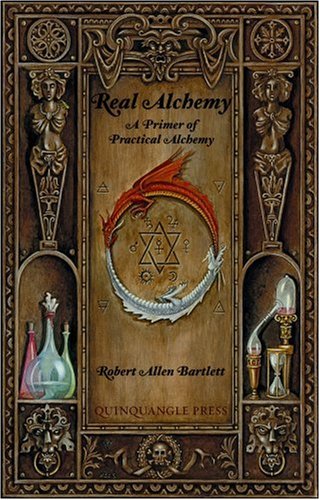 Real Alchemy
A Primer of
Practical Alchemy
Robert Allen Bartlett
QUINQUANGLE PRESS